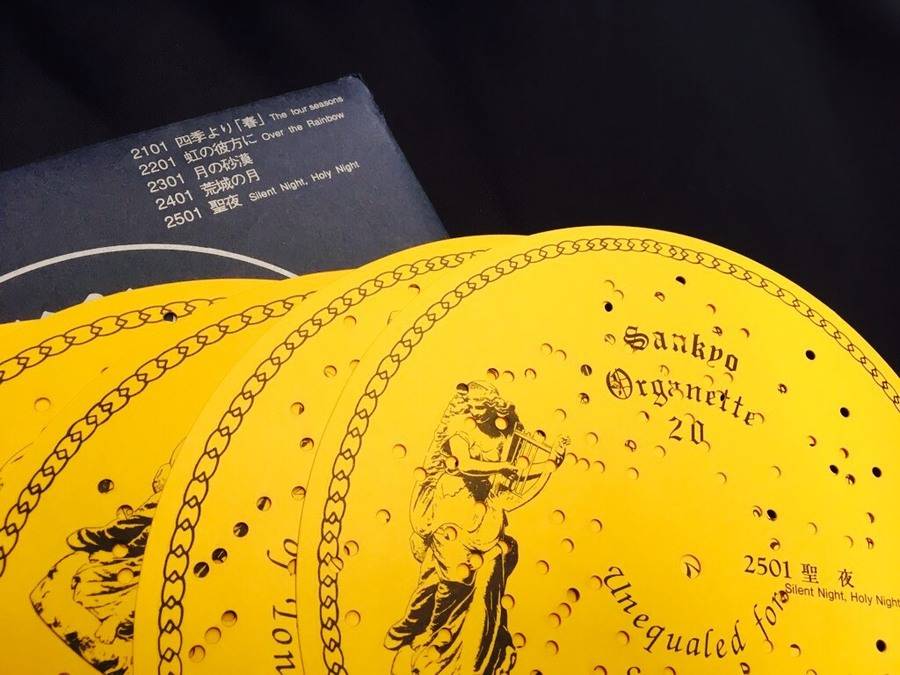 2101 四季より「春」 The four seasons
2201 虹の彼方に Over the Rainbow
2301 月の砂漠
2401 荒城の月
2501 聖夜 Silent Night, Holy Night
Sankyo
Organette
20
2501 聖夜
Silent Night, Holy Night
Unequaled for
of Ton